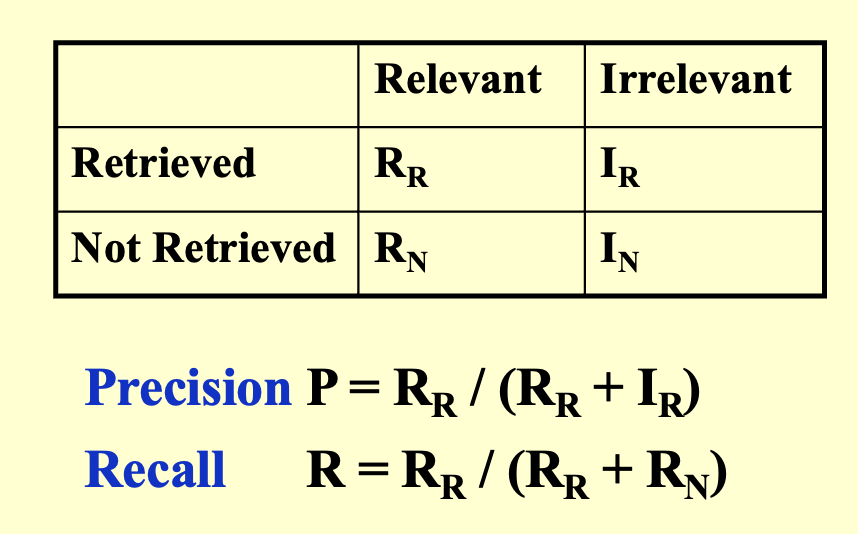 Relevant Irrelevant
Retrieved R_R I_R
Not Retrieved R_N I_N
Precision P = R_R / (R_R + I_R)
Recall R = R_R / (R_R + R_N)